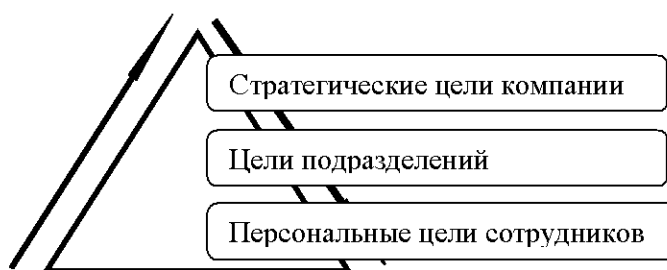 Стратегические цели компании
Цели подразделений
Персональные цели сотрудников